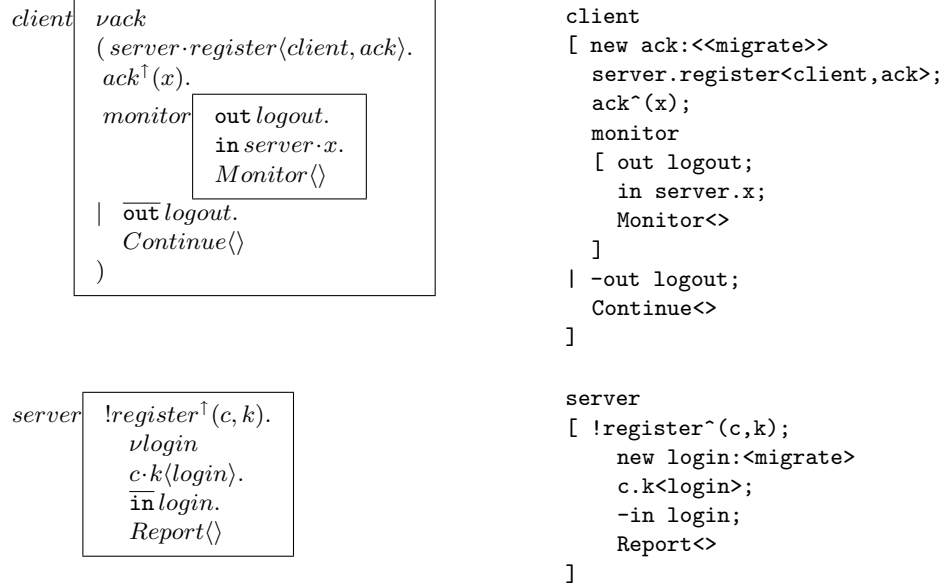 client νack
( server·register⟨client, ack⟩.
ack↑(x).
monitor out logout.
in server·x.
Monitor⟨⟩
| o̅u̅t̅ logout.
Continue⟨⟩
)
client
[ new ack:<<migrate>>
server.register<client,ack>;
ack^(x);
monitor
[ out logout;
in server.x;
Monitor<>
]
| -out logout;
Continue<>
]
server !register↑(c, k).
νlogin
c·k⟨login⟩.
i̅n̅ login.
Report⟨⟩
server
[ !register^(c,k);
new login:<migrate>
c.k<login>;
-in login;
Report<>
]